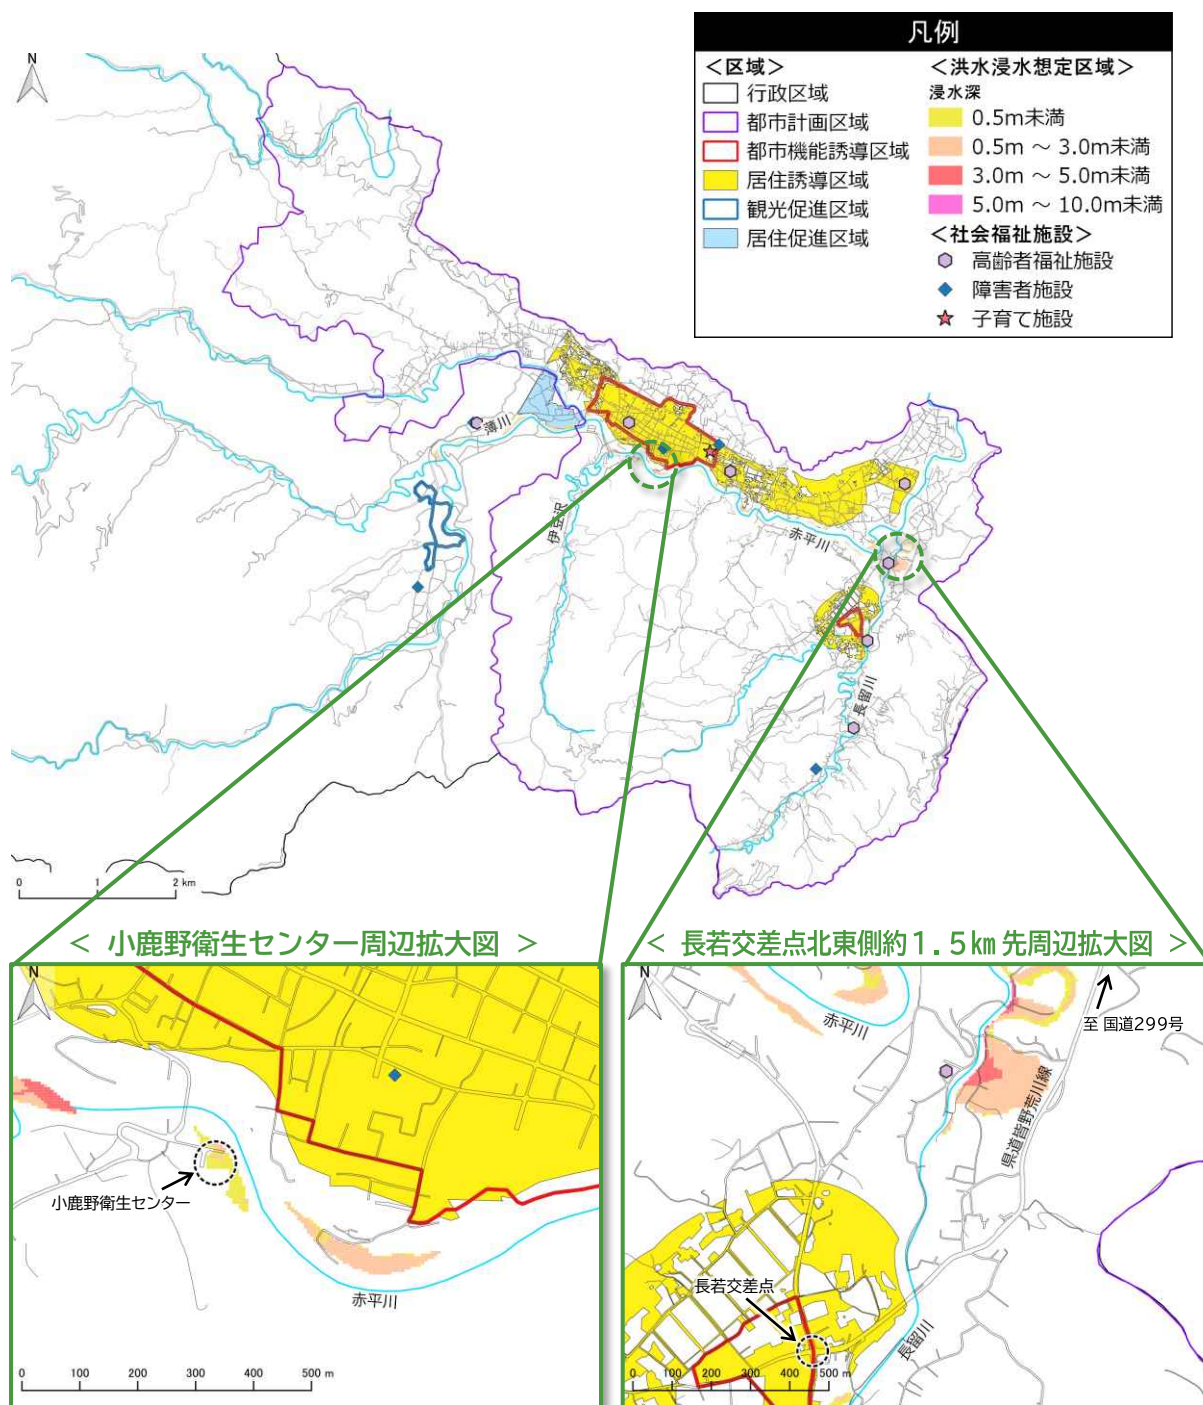 凡例
＜区域＞
行政区域
都市計画区域
都市機能誘導区域
居住誘導区域
観光促進区域
居住促進区域
＜洪水浸水想定区域＞
浸水深
0.5m未満
0.5m ～ 3.0m未満
3.0m ～ 5.0m未満
5.0m ～ 10.0m未満
＜社会福祉施設＞
高齢者福祉施設
障害者施設
子育て施設
N
薄川
伊豆沢
赤平川
長留川
0 1 2 km
＜ 小鹿野衛生センター周辺拡大図 ＞
N
小鹿野衛生センター
赤平川
0 100 200 300 400 500 m
＜ 長若交差点北東側約１．５㎞先周辺拡大図 ＞
N
赤平川
至 国道299号
県道皆野荒川線
長若交差点
長留川
0 100 200 300 400 500 m